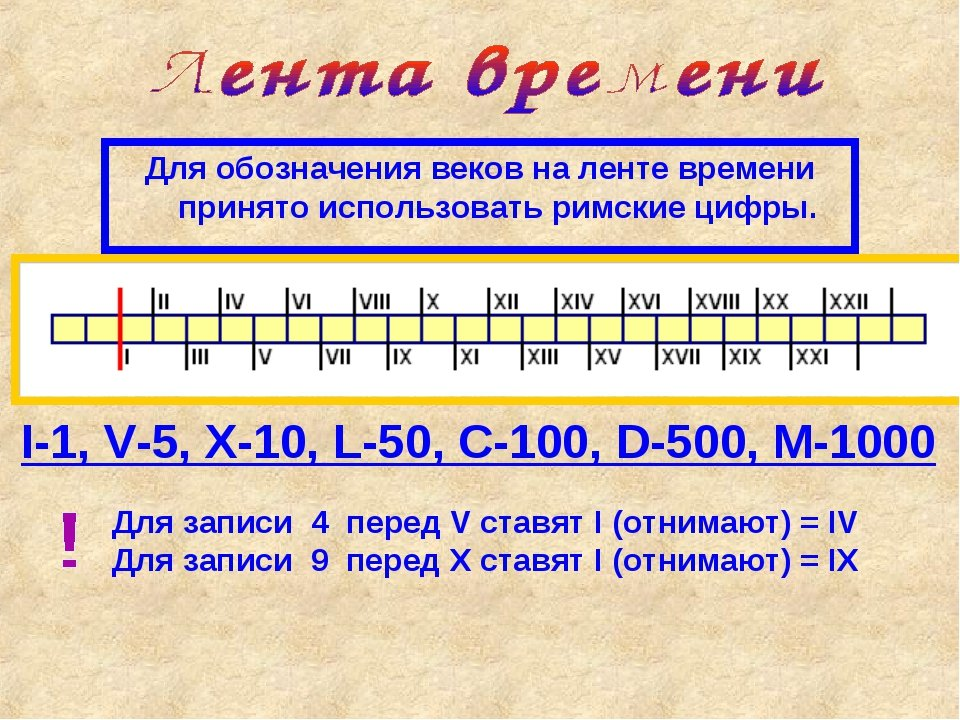 Лента времени
Для обозначения веков на ленте времени
принято использовать римские цифры.
II IV VI VIII X XII XIV XVI XVIII XX XXII
I III V VII IX XI XIII XV XVII XIX XXI
I-1, V-5, X-10, L-50, C-100, D-500, M-1000
! Для записи 4 перед V ставят I (отнимают) = IV
Для записи 9 перед X ставят I (отнимают) = IX